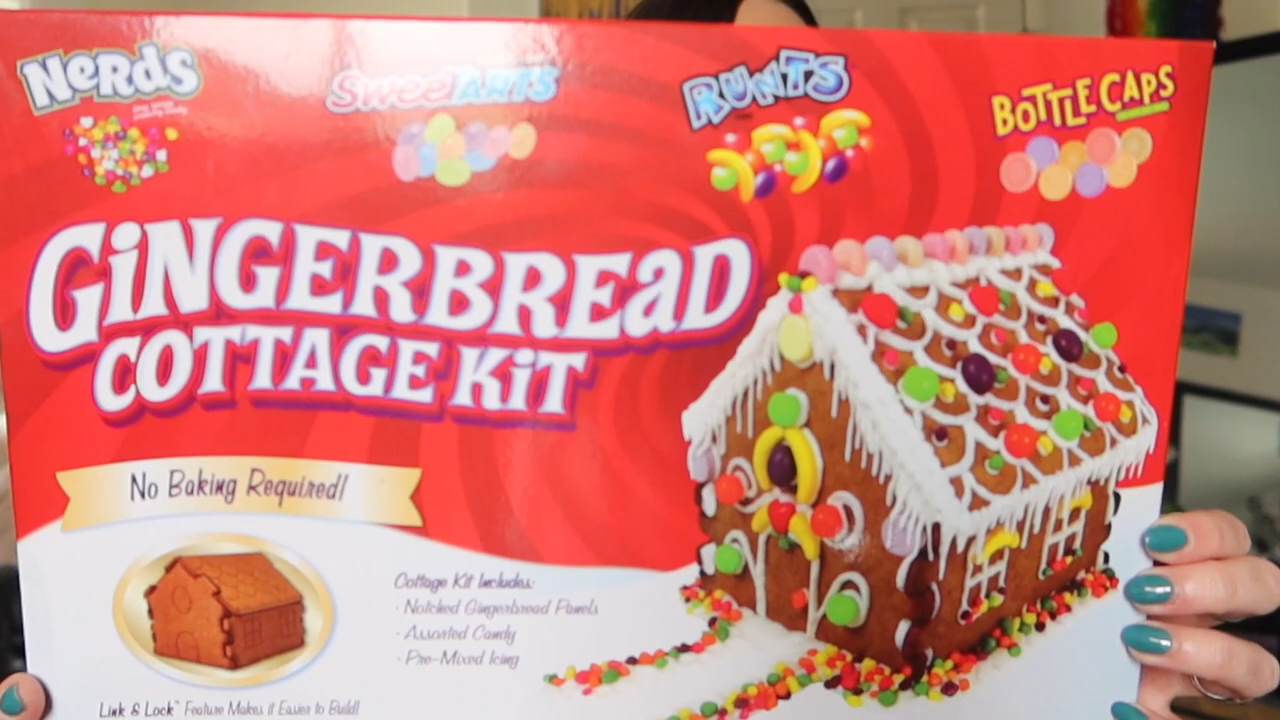 NeRds
SweeTARTS
RUNTS
BOTTLE CAPS
GiNGERBREaD
COTTAGE KiT
No Baking Required!
Cottage Kit Includes:
· Notched Gingerbread Panels
· Assorted Candy
· Pre-Mixed Icing
Link & Lock™ Feature Makes it Easier to Build!